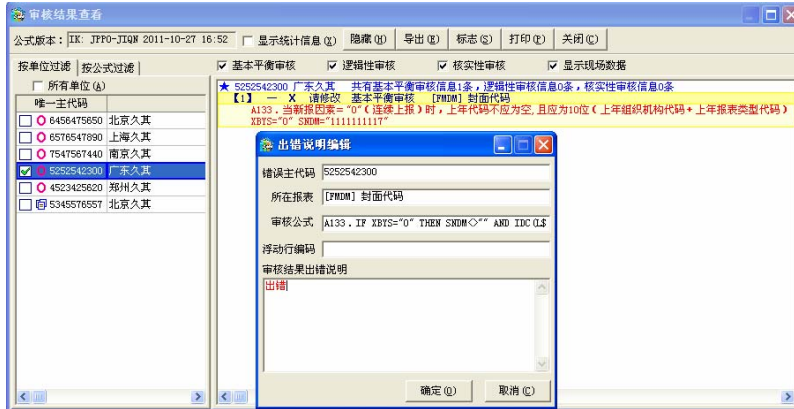 审核结果查看
公式版本： IK: JPPO-JIQN 2011-10-27 16:52 显示统计信息(X) 隐藏(H) 导出(E) 标志(S) 打印(P) 关闭(C)
按单位过滤 按公式过滤 基本平衡审核 逻辑性审核 核实性审核 显示现场数据
所有单位(A)
唯一主代码
6456475650 北京久其
6576547890 上海久其
7547567440 南京久其
5252542300 广东久其
4523425620 郑州久其
5345576557 北京久其
★ 5252542300 广东久其 共有基本平衡审核信息1条，逻辑性审核信息0条，核实性审核信息0条
【1】 — X 请修改 基本平衡审核 [FMDM] 封面代码
A133．当新报因素＝"0"(连续上报)时，上年代码不应为空,且应为10位(上年组织机构代码＋上年报表类型代码)
XBYS="0" SNDM="1111111117"
出错说明编辑
错误主代码 5252542300
所在报表 [FMDM] 封面代码
审核公式 A133．IF XBYS="0" THEN SNDM<>"" AND IDC(L$
浮动行编码
审核结果出错说明
出错
确定(O) 取消(C)